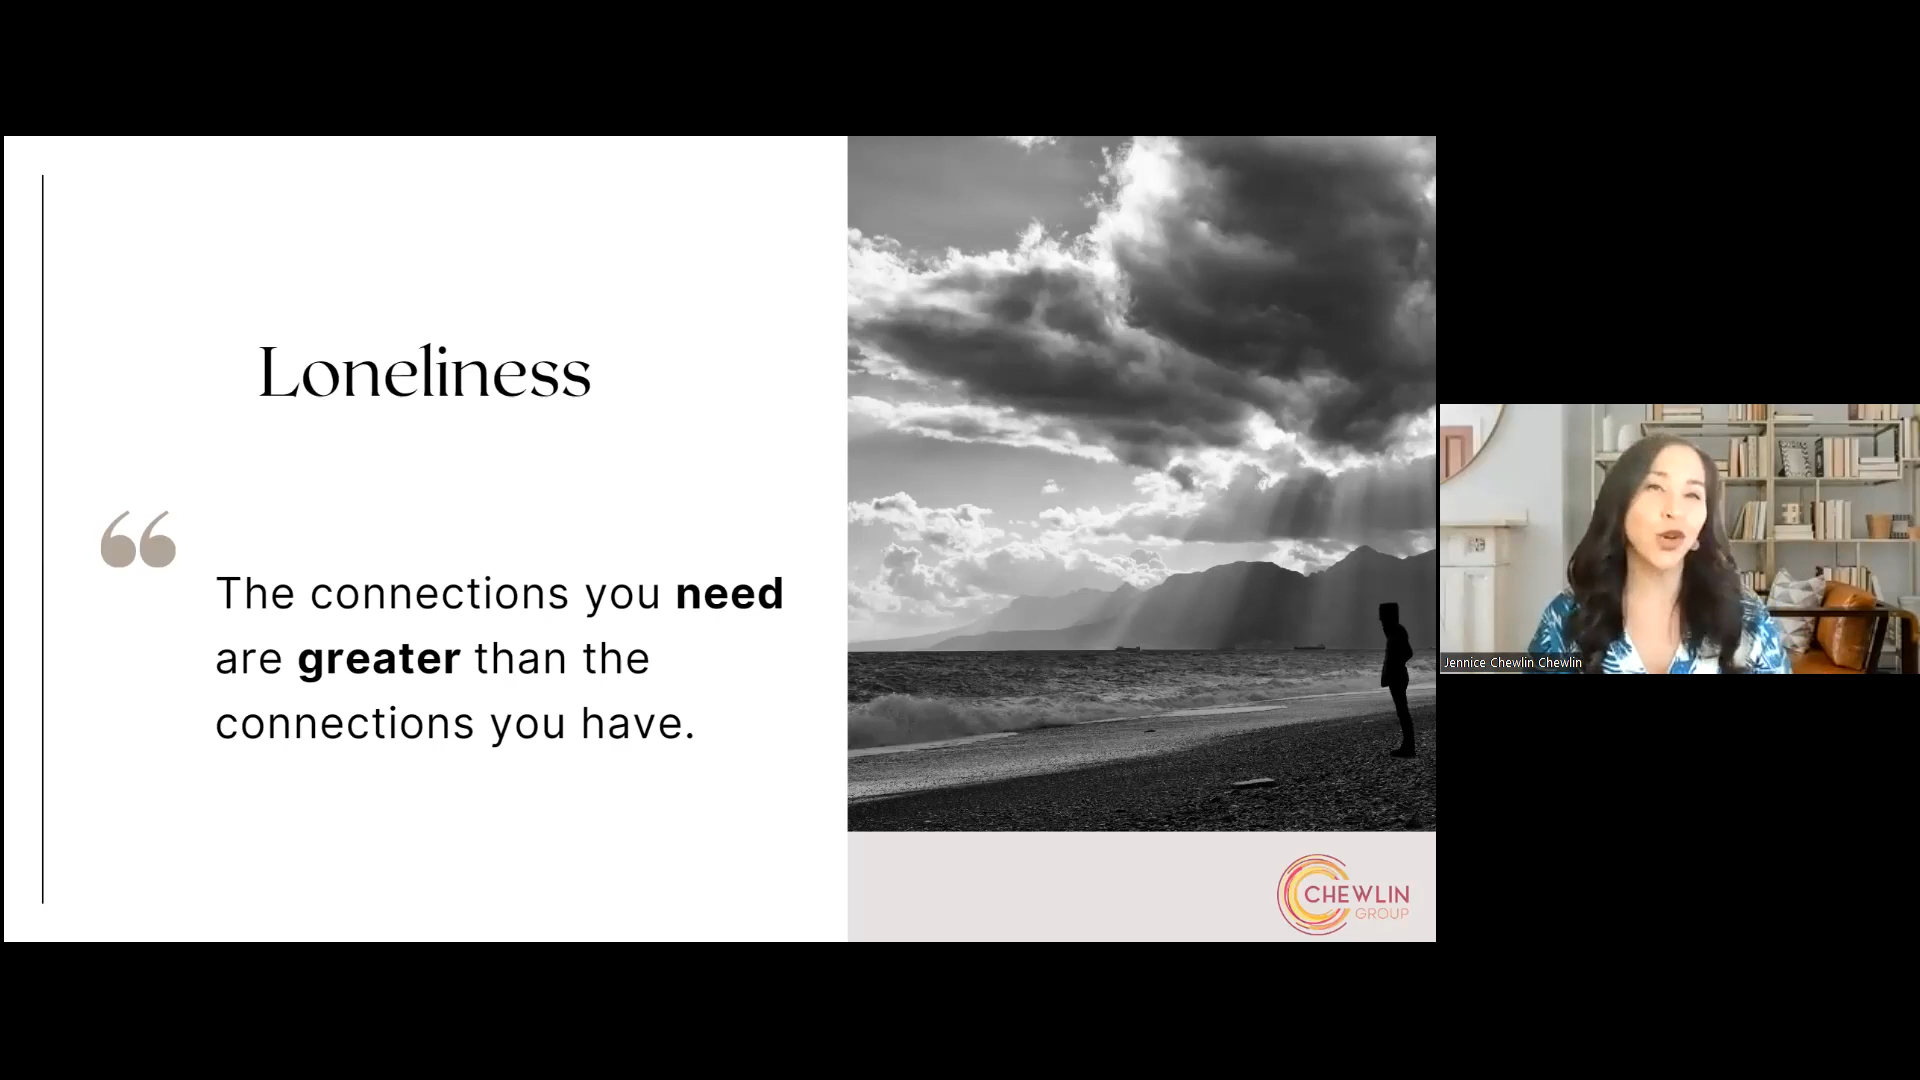 Loneliness
“
The connections you need
are greater than the
connections you have.
CHEWLIN
GROUP
Jennice Chewlin Chewlin